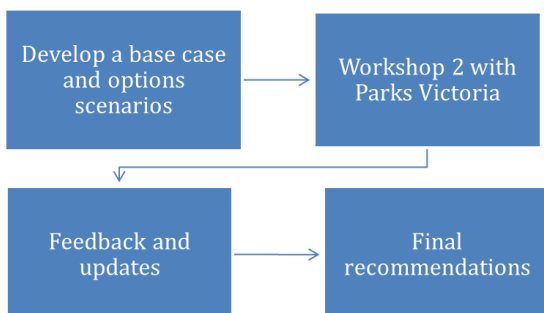 Develop a base case
and options
scenarios
Workshop 2 with
Parks Victoria
Feedback and
updates
Final
recommendations